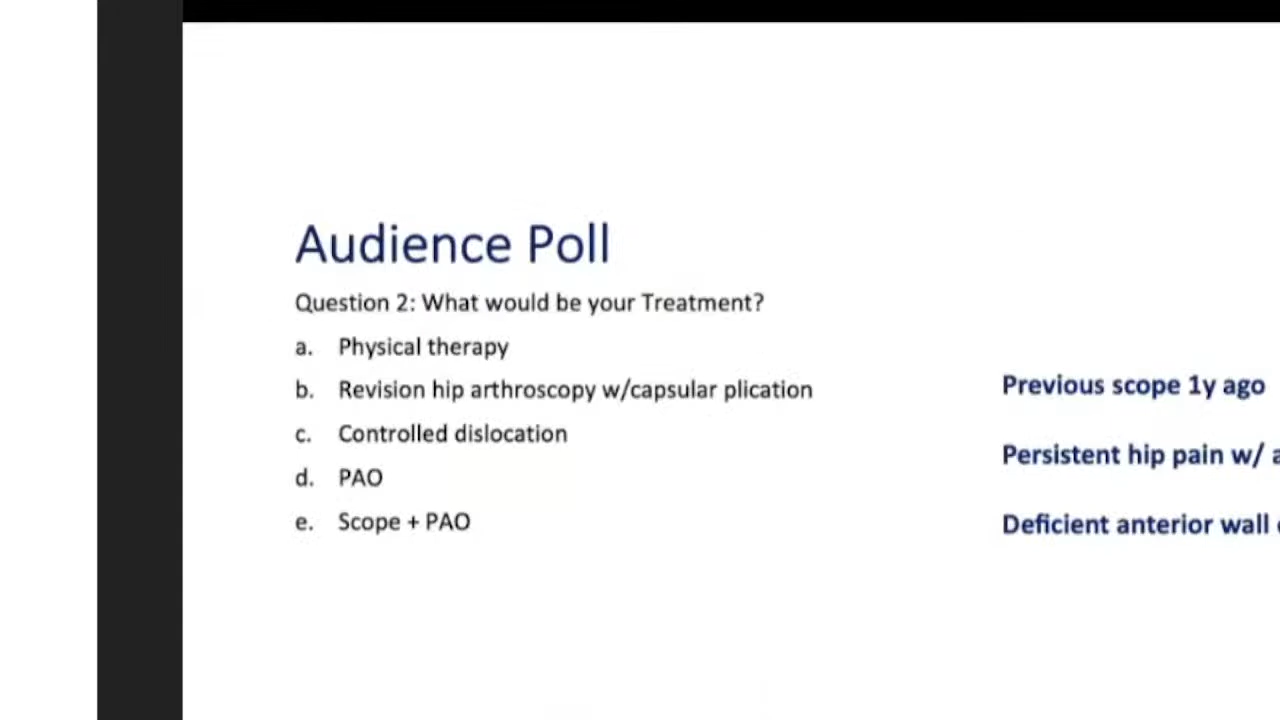 Audience Poll
Question 2: What would be your Treatment?
a. Physical therapy
b. Revision hip arthroscopy w/capsular plication
c. Controlled dislocation
d. PAO
e. Scope + PAO
Previous scope 1y ago
Persistent hip pain w/
Deficient anterior wall